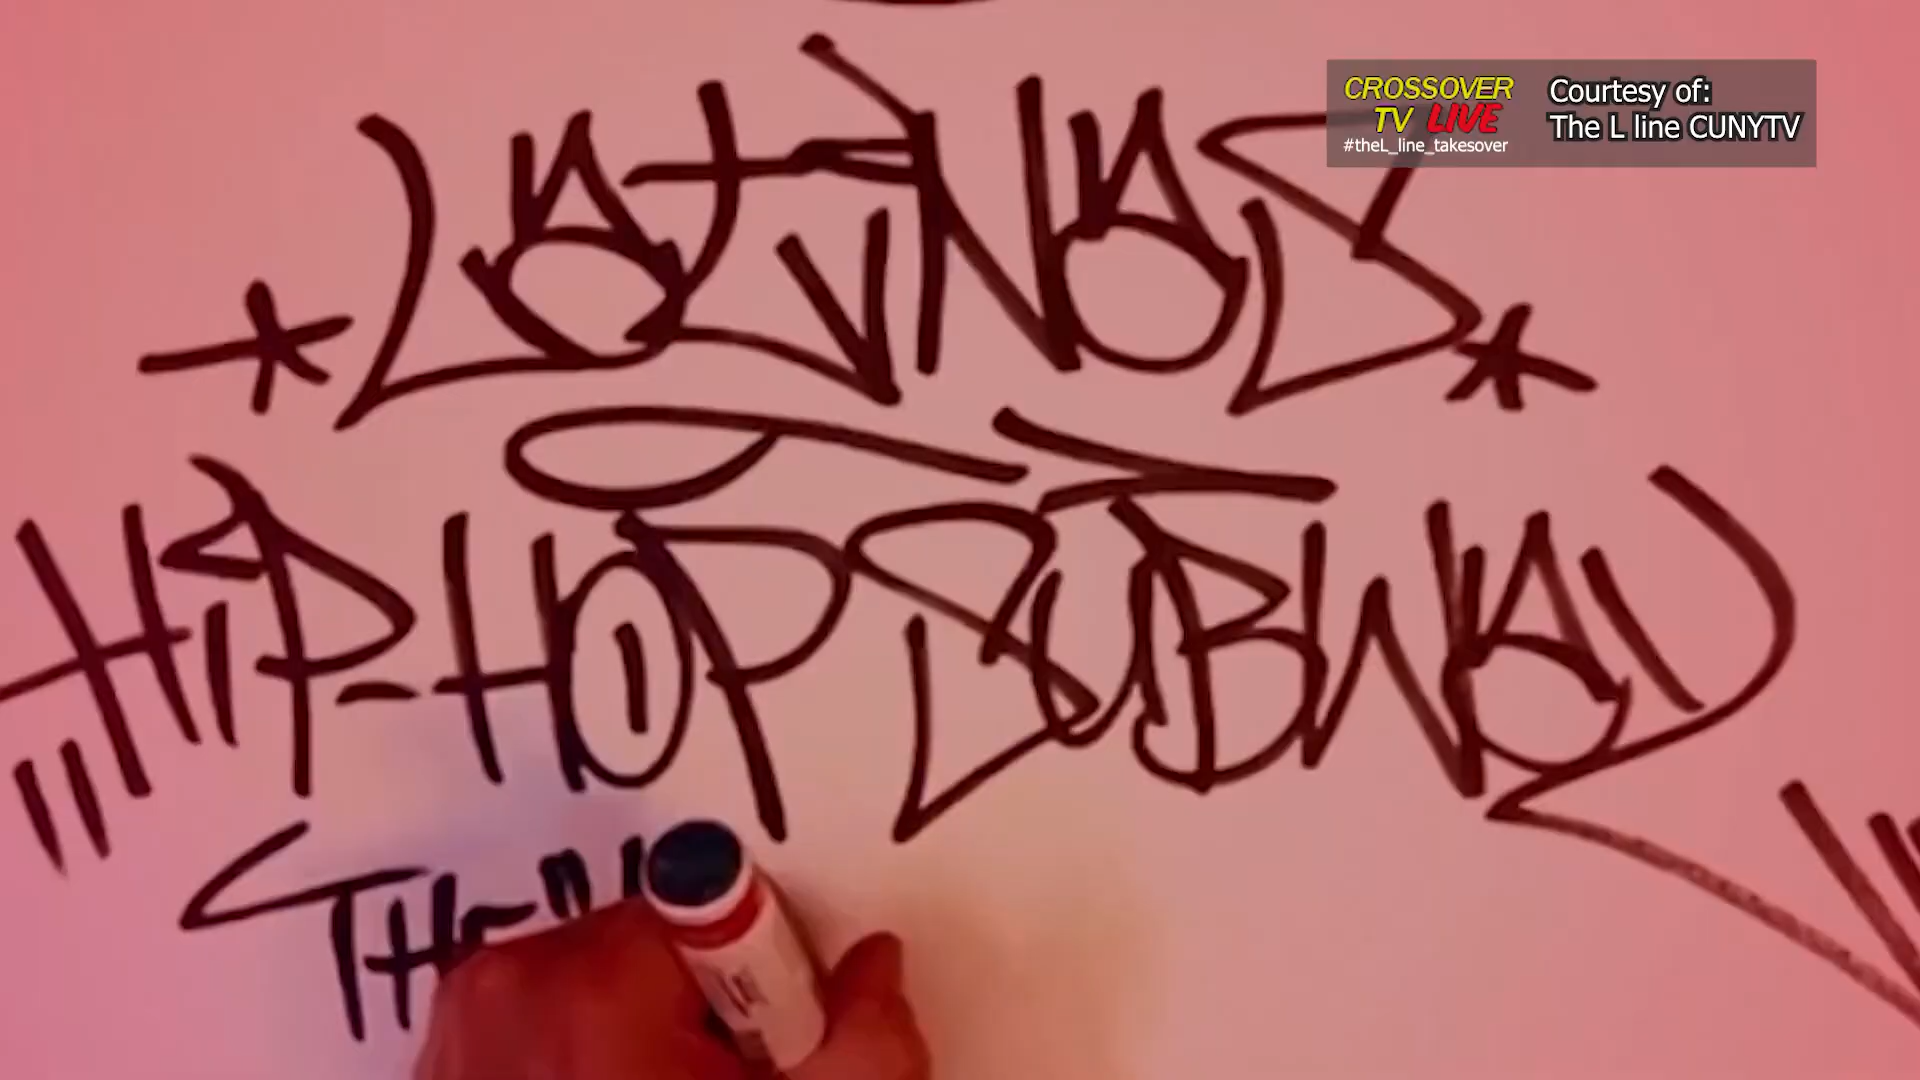 CROSSOVER
TV LIVE
#theL_line_takesover
Courtesy of:
The L line CUNYTV
*LATINOS*
HiP-HOP SUBWAY